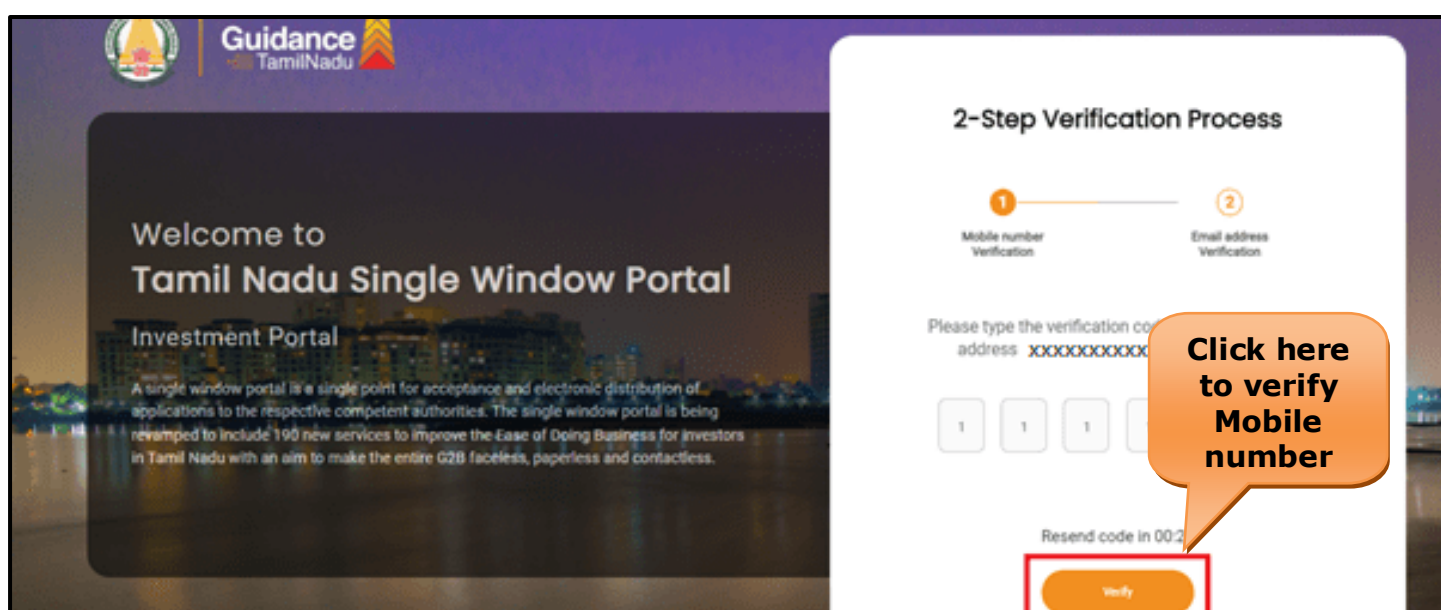 Guidance
TamilNadu
Welcome to
Tamil Nadu Single Window Portal
Investment Portal
A single window portal is a single point for acceptance and electronic distribution of
applications to the respective competent authorities. The single window portal is being
revamped to include 190 new services to improve the Ease of Doing Business for investors
in Tamil Nadu with an aim to make the entire G2B faceless, paperless and contactless.
2-Step Verification Process
1 2
Mobile number
Verification
Email address
Verification
Please type the verification
address xxxxxxxxxx
1 1 1
Click here
to verify
Mobile
number
Resend code in 00:2
Verify